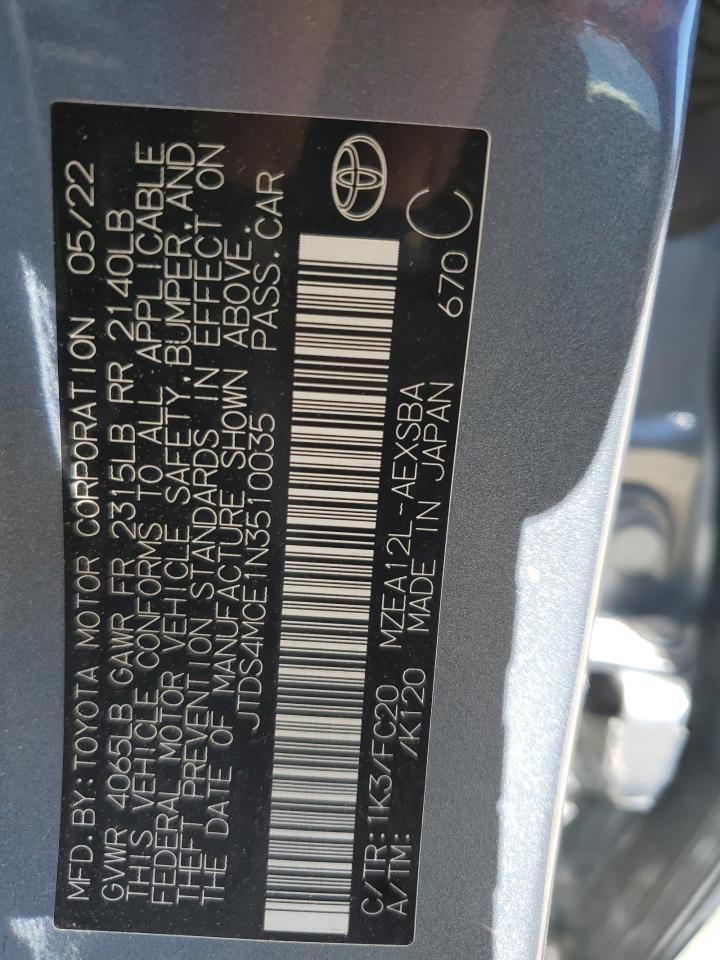 MFD.BY:TOYOTA MOTOR CORPORATION 05/22
GVWR 4065LB GAWR FR 2315LB RR 2140LB
THIS VEHICLE CONFORMS TO ALL APPLICABLE
FEDERAL MOTOR VEHICLE SAFETY,BUMPER,AND
THEFT PREVENTION STANDARDS IN EFFECT ON
THE DATE OF MANUFACTURE SHOWN ABOVE.
JTDS4MCE1N3510035 PASS.CAR
C/TR:1K3/FC20 MZEA12L-AEXSBA
A/TM: /K120 MADE IN JAPAN 670 C